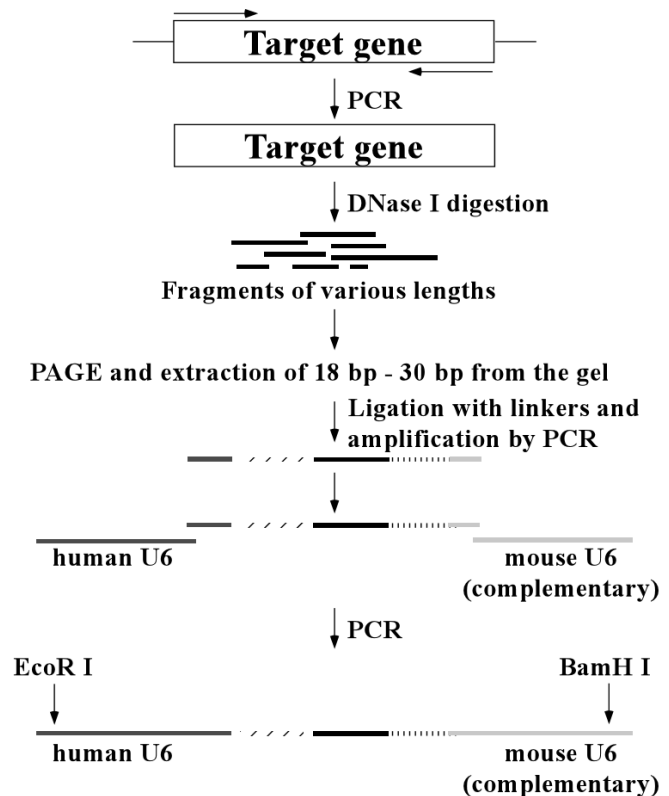 Target gene
PCR
Target gene
DNase I digestion
Fragments of various lengths
PAGE and extraction of 18 bp - 30 bp from the gel
Ligation with linkers and
amplification by PCR
human U6
mouse U6
(complementary)
PCR
EcoR I
BamH I
human U6
mouse U6
(complementary)